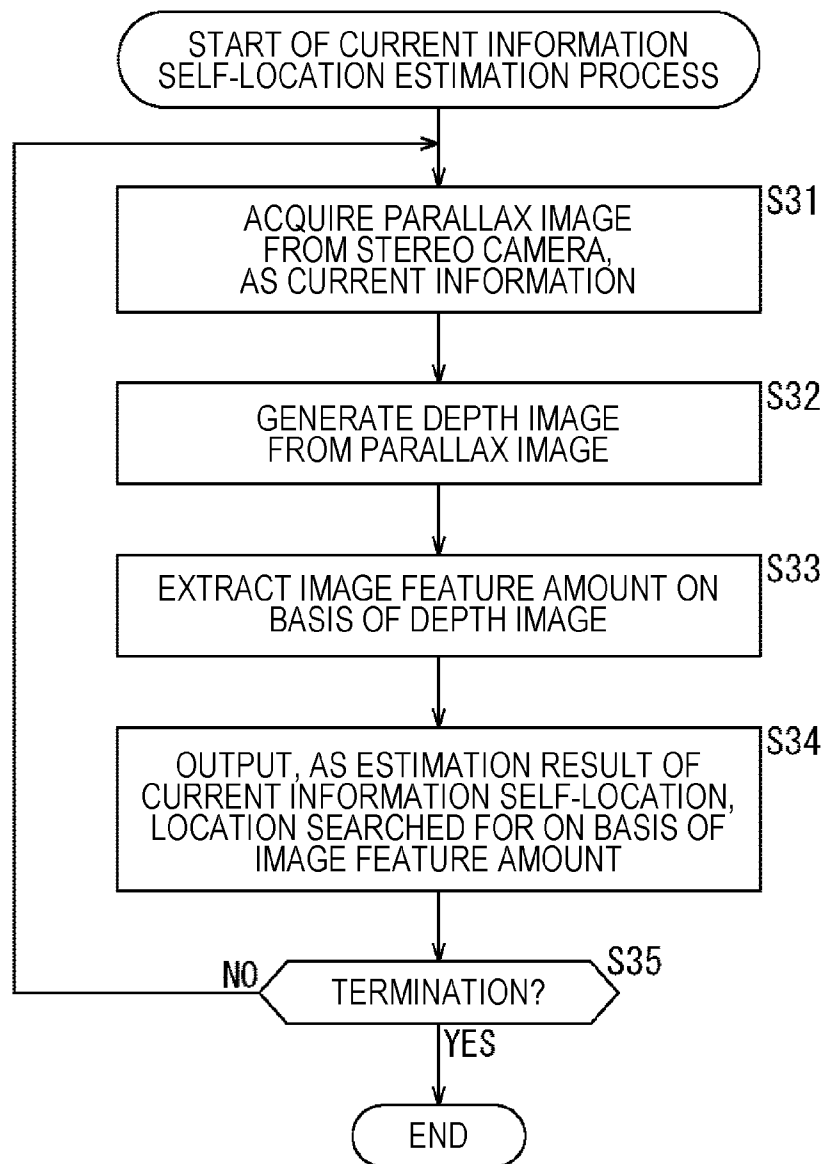 START OF CURRENT INFORMATION
SELF-LOCATION ESTIMATION PROCESS
S31
ACQUIRE PARALLAX IMAGE
FROM STEREO CAMERA,
AS CURRENT INFORMATION
S32
GENERATE DEPTH IMAGE
FROM PARALLAX IMAGE
S33
EXTRACT IMAGE FEATURE AMOUNT ON
BASIS OF DEPTH IMAGE
S34
OUTPUT, AS ESTIMATION RESULT OF
CURRENT INFORMATION SELF-LOCATION,
LOCATION SEARCHED FOR ON BASIS OF
IMAGE FEATURE AMOUNT
S35
NO
TERMINATION?
YES
END